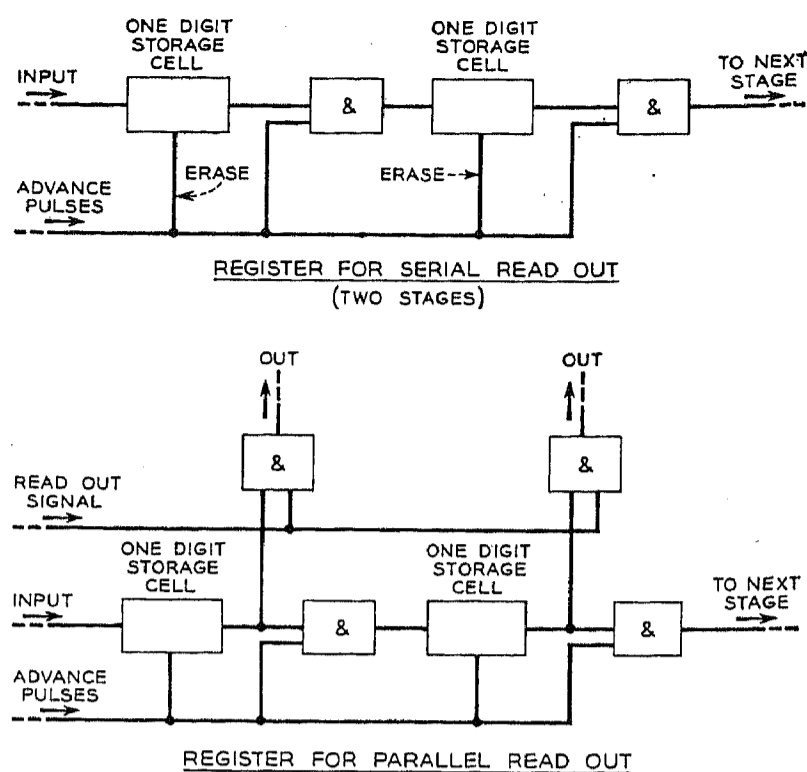 ONE DIGIT
STORAGE
CELL
ONE DIGIT
STORAGE
CELL
INPUT
&
&
TO NEXT
STAGE
ERASE
ERASE
ADVANCE
PULSES
REGISTER FOR SERIAL READ OUT
(TWO STAGES)
OUT
OUT
&
&
READ OUT
SIGNAL
ONE DIGIT
STORAGE
CELL
ONE DIGIT
STORAGE
CELL
INPUT
&
&
TO NEXT
STAGE
ADVANCE
PULSES
REGISTER FOR PARALLEL READ OUT